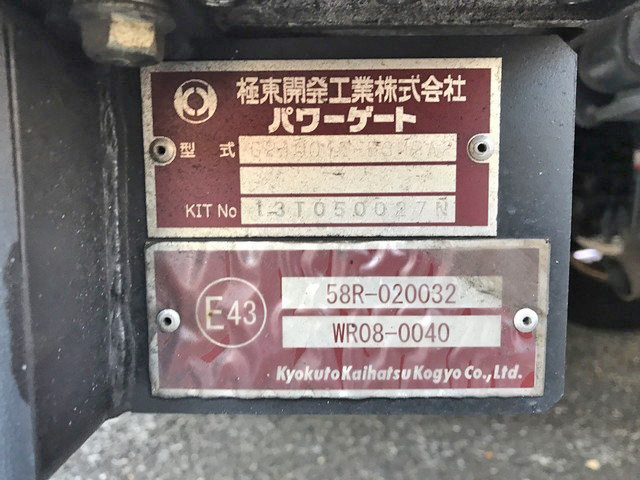 極東開発工業株式会社
パワーゲート
型 式
KIT No 13T050027N
E43
58R-020032
WR08-0040
Kyokuto Kaihatsu Kogyo Co., Ltd.